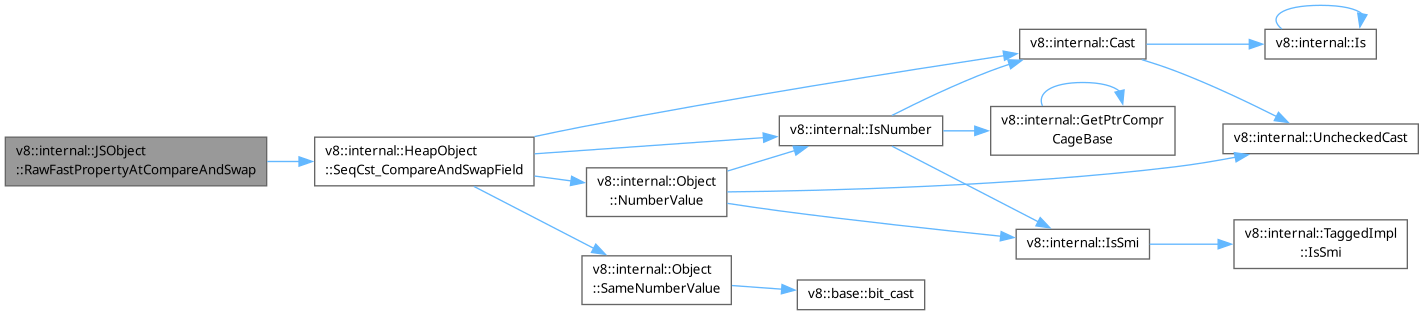 v8::internal::JSObject
::RawFastPropertyAtCompareAndSwap
v8::internal::HeapObject
::SeqCst_CompareAndSwapField
v8::internal::Cast
v8::internal::Is
v8::internal::IsNumber
v8::internal::GetPtrCompr
CageBase
v8::internal::UncheckedCast
v8::internal::Object
::NumberValue
v8::internal::IsSmi
v8::internal::TaggedImpl
::IsSmi
v8::internal::Object
::SameNumberValue
v8::base::bit_cast